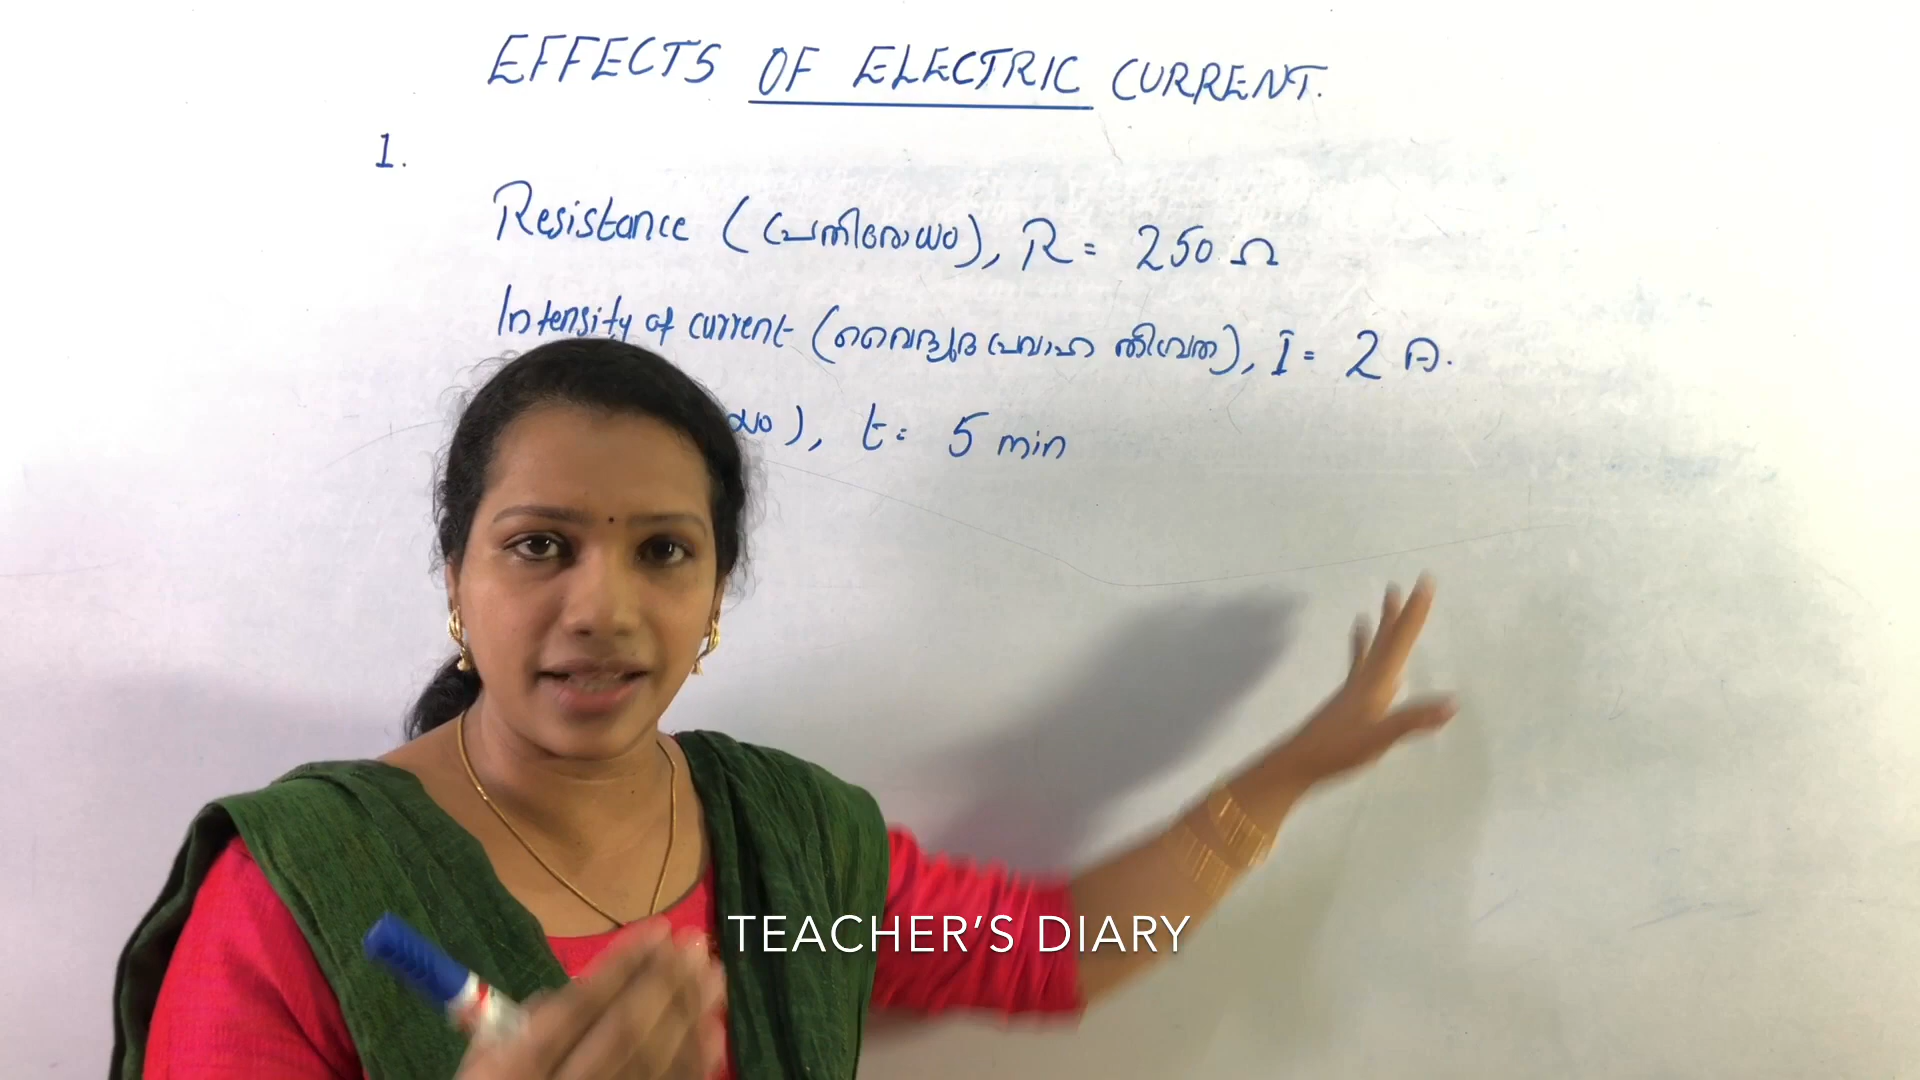 EFFECTS OF ELECTRIC CURRENT.
1.
Resistance (പ്രതിരോധം), R = 250 Ω
Intensity of current (വൈദ്യുത പ്രവാഹ തീവ്രത), I = 2 A.
), t = 5 min
TEACHER'S DIARY